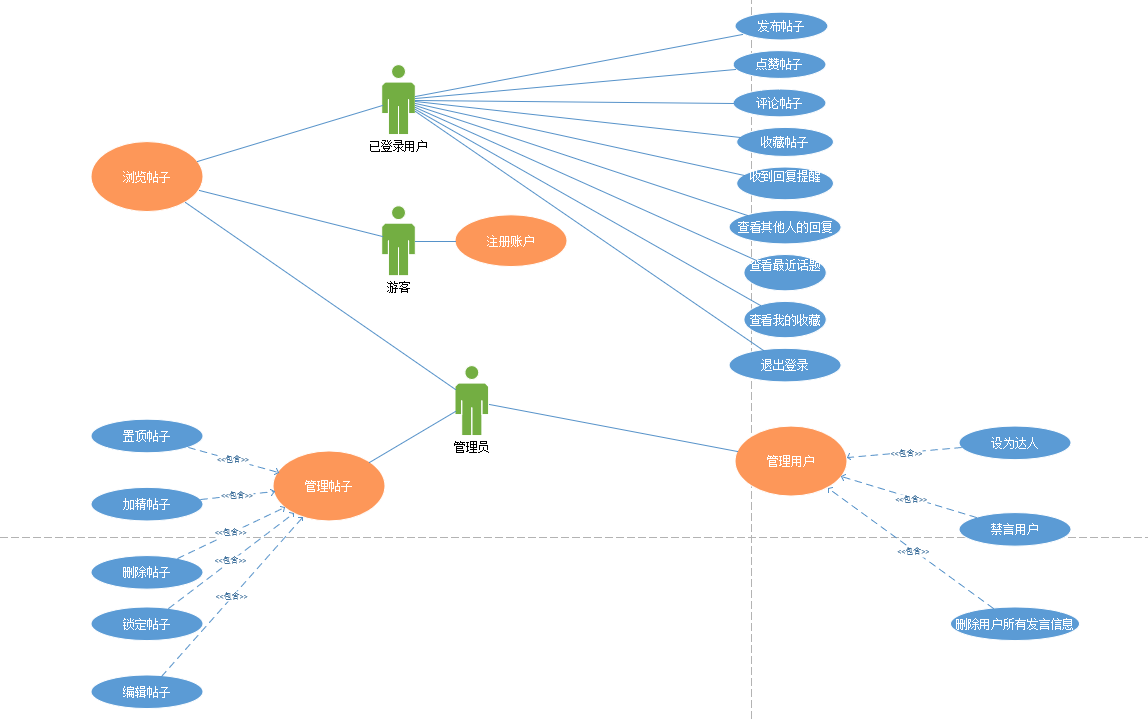 发布帖子
点赞帖子
评论帖子
已登录用户
收藏帖子
浏览帖子
收到回复提醒
查看其他人的回复
注册账户
查看最近话题
游客
查看我的收藏
退出登录
管理员
置顶帖子
设为达人
<<包含>>
<<包含>>
管理用户
管理帖子
<<包含>>
<<包含>>
加精帖子
禁言用户
<<包含>>
<<包含>>
<<包含>>
删除帖子
<<包含>>
锁定帖子
删除用户所有发言信息
编辑帖子